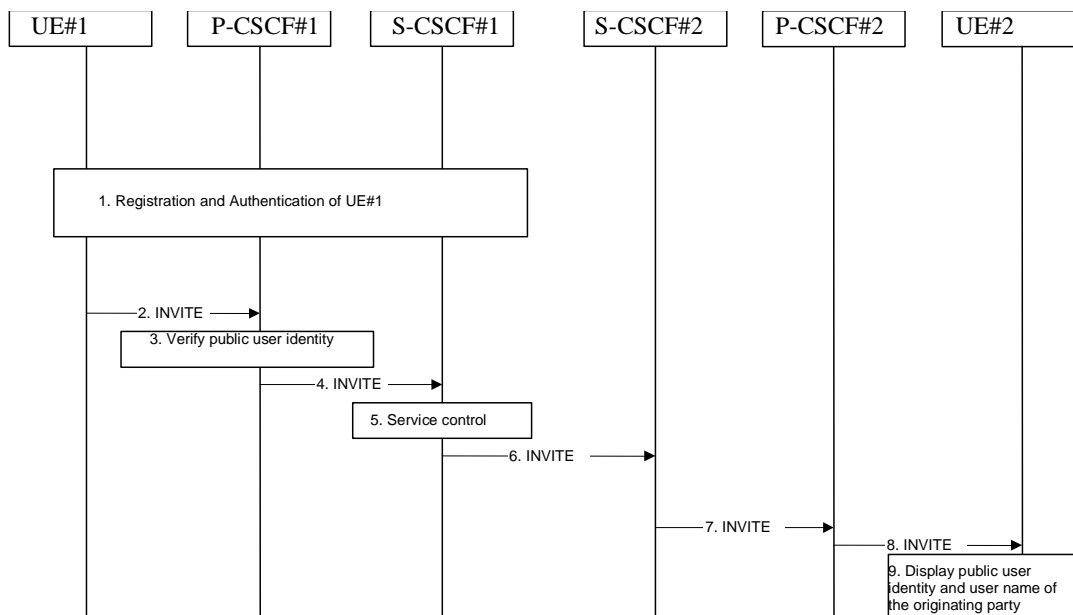 UE#1
P-CSCF#1
S-CSCF#1
S-CSCF#2
P-CSCF#2
UE#2
1. Registration and Authentication of UE#1
2. INVITE
3. Verify public user identity
4. INVITE
5. Service control
6. INVITE
7. INVITE
8. INVITE
9. Display public user
identity and user name of
the originating party